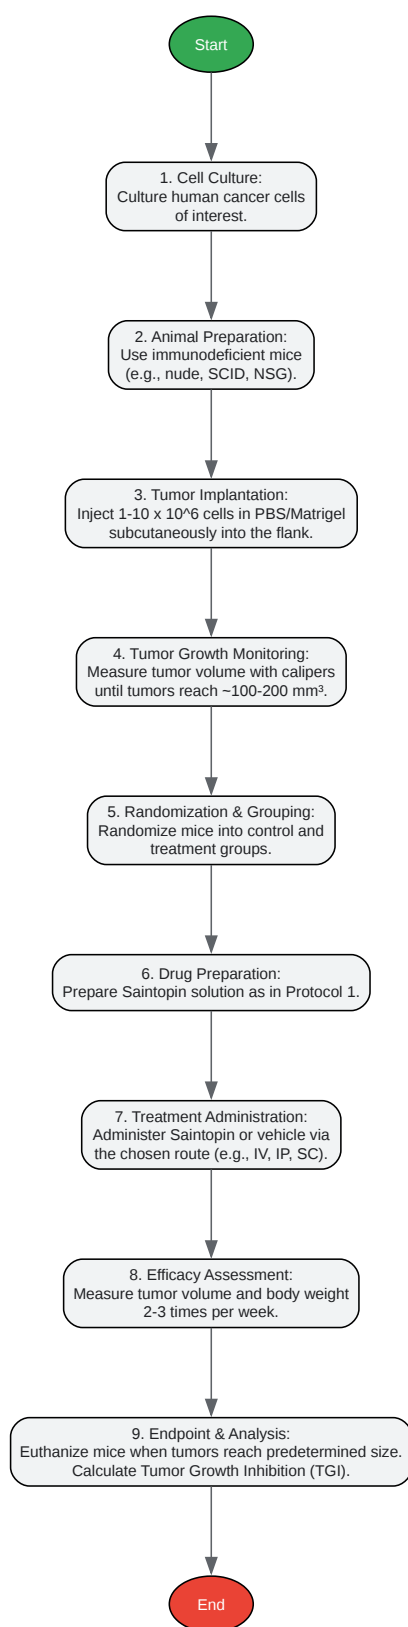 Start
1. Cell Culture:
Culture human cancer cells
of interest.
2. Animal Preparation:
Use immunodeficient mice
(e.g., nude, SCID, NSG).
3. Tumor Implantation:
Inject 1-10 x 10^6 cells in PBS/Matrigel
subcutaneously into the flank.
4. Tumor Growth Monitoring:
Measure tumor volume with calipers
until tumors reach ~100-200 mm³.
5. Randomization & Grouping:
Randomize mice into control and
treatment groups.
6. Drug Preparation:
Prepare Saintopin solution as in Protocol 1.
7. Treatment Administration:
Administer Saintopin or vehicle via
the chosen route (e.g., IV, IP, SC).
8. Efficacy Assessment:
Measure tumor volume and body weight
2-3 times per week.
9. Endpoint & Analysis:
Euthanize mice when tumors reach predetermined size.
Calculate Tumor Growth Inhibition (TGI).
End